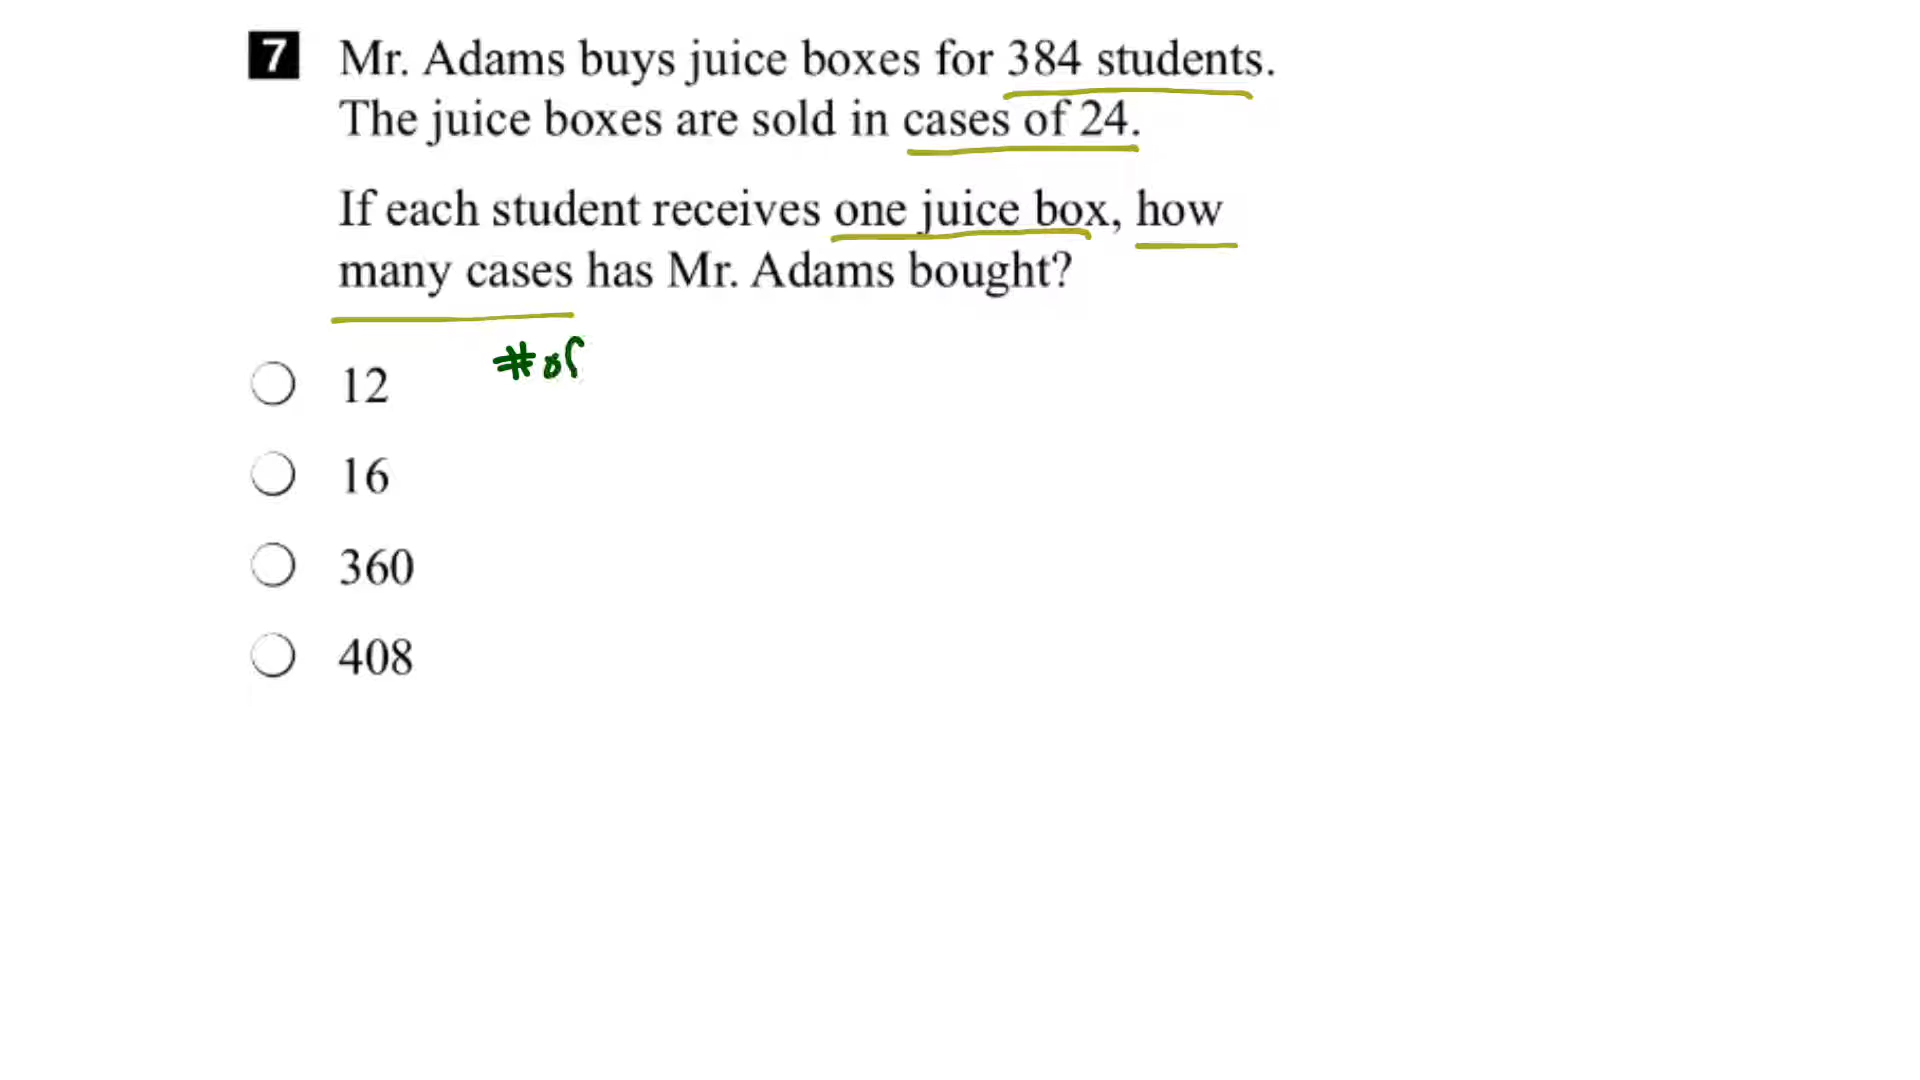 7 Mr. Adams buys juice boxes for 384 students.
The juice boxes are sold in cases of 24.
If each student receives one juice box, how
many cases has Mr. Adams bought?
# of
12
16
360
408